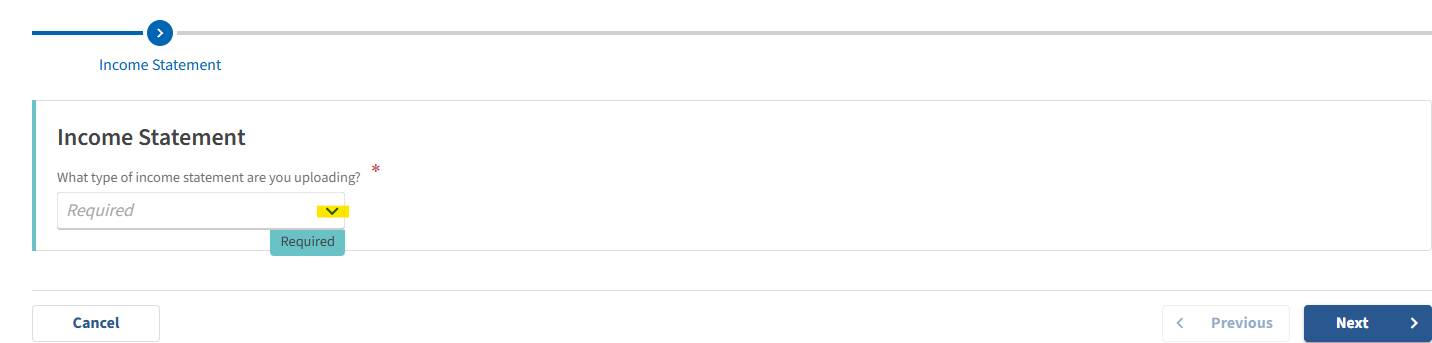 Income Statement
Income Statement
What type of income statement are you uploading? *
Required
Required
Cancel
Previous
Next